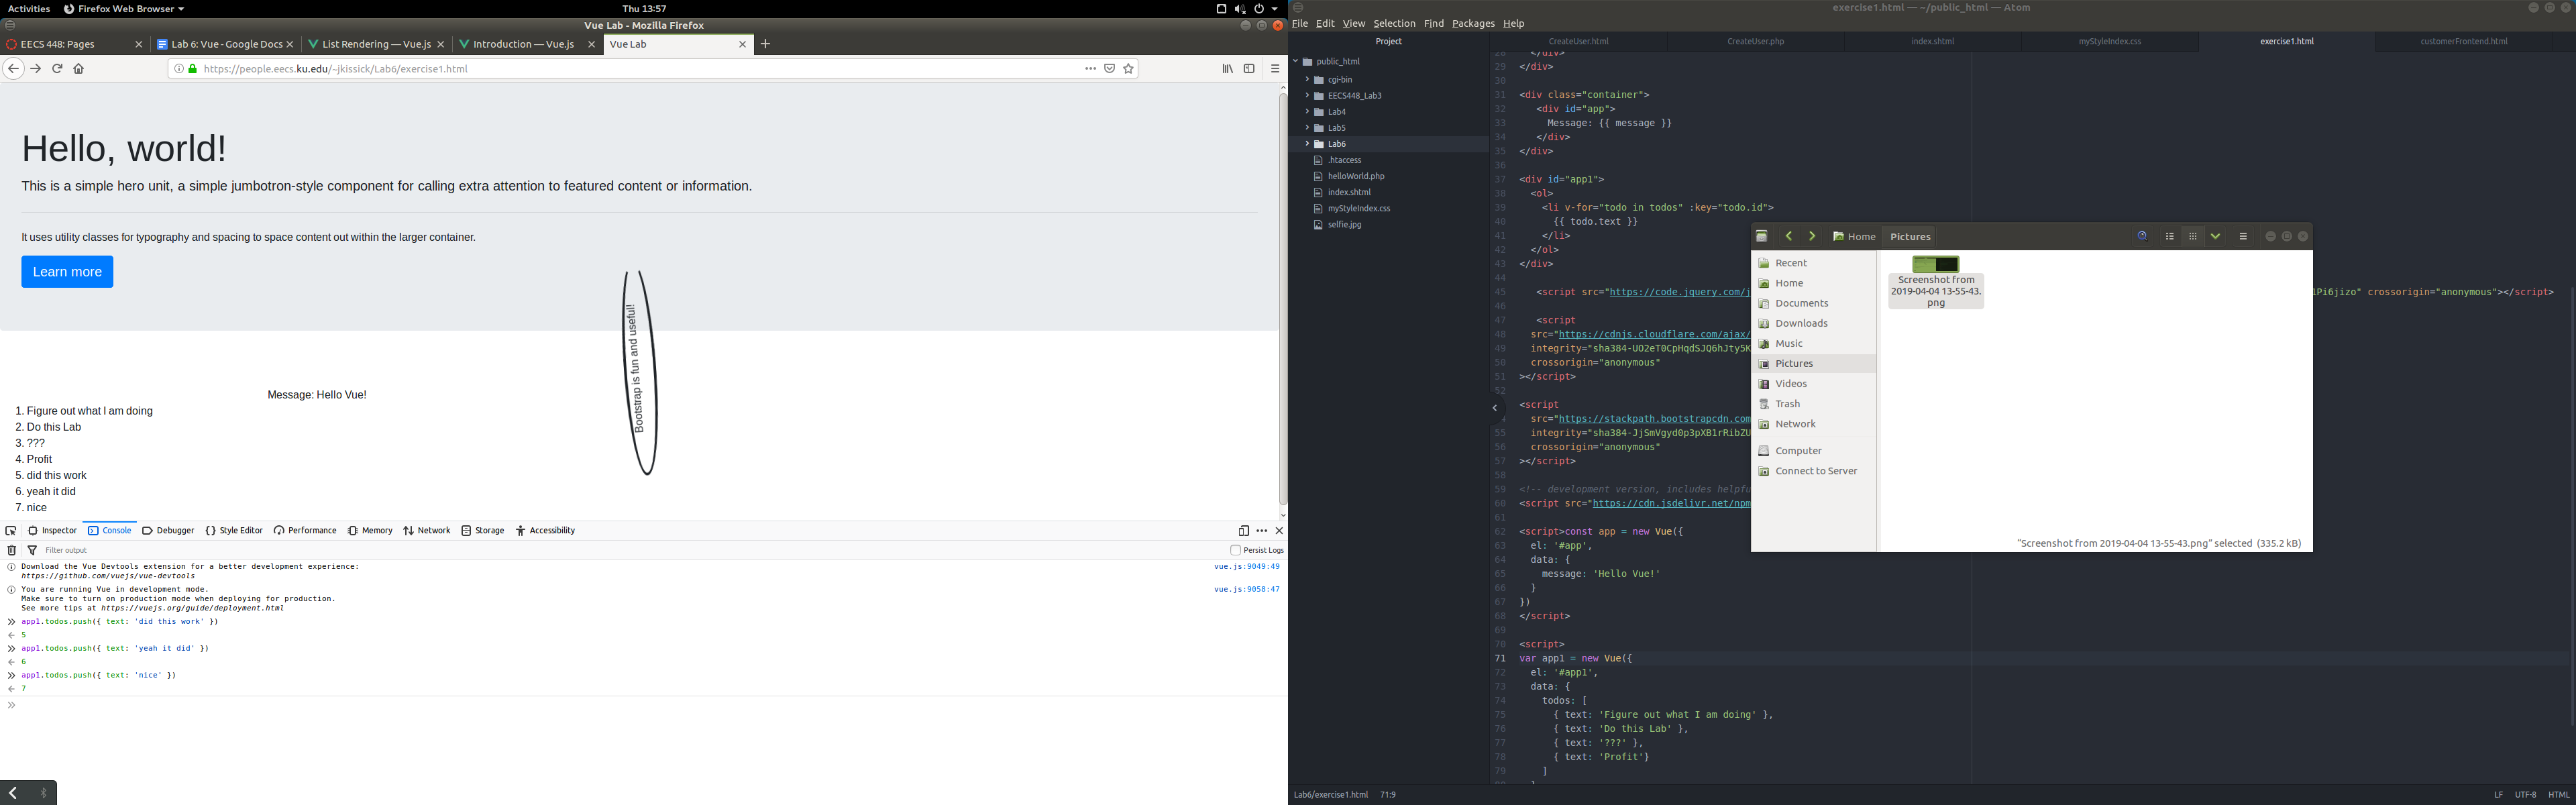 Activities
Firefox Web Browser
Thu 13:57
Vue Lab - Mozilla Firefox
EECS 448: Pages
Lab 6: Vue - Google Docs
List Rendering — Vue.js
Introduction — Vue.js
Vue Lab
https://people.eecs.ku.edu/~jkissick/Lab6/exercise1.html
Hello, world!
This is a simple hero unit, a simple jumbotron-style component for calling extra attention to featured content or information.
It uses utility classes for typography and spacing to space content out within the larger container.
Learn more
Bootstrap is fun and useful!
Message: Hello Vue!
1. Figure out what I am doing
2. Do this Lab
3. ???
4. Profit
5. did this work
6. yeah it did
7. nice
Inspector
Console
Debugger
Style Editor
Performance
Memory
Network
Storage
Accessibility
Filter output
Persist Logs
Download the Vue Devtools extension for a better development experience:
https://github.com/vuejs/vue-devtools
vue.js:9049:49
You are running Vue in development mode.
Make sure to turn on production mode when deploying for production.
See more tips at https://vuejs.org/guide/deployment.html
vue.js:9058:47
app1.todos.push({ text: 'did this work' })
5
app1.todos.push({ text: 'yeah it did' })
6
app1.todos.push({ text: 'nice' })
7
exercise1.html — ~/public_html — Atom
File Edit View Selection Find Packages Help
Project
public_html
cgi-bin
EECS448_Lab3
Lab4
Lab5
Lab6
.htaccess
helloWorld.php
index.shtml
myStyleIndex.css
selfie.jpg
CreateUser.html
CreateUser.php
index.shtml
myStyleIndex.css
exercise1.html
customerFrontend.html
28 </div>
29 </div>
30
31 <div class="container">
32 <div id="app">
33 Message: {{ message }}
34 </div>
35 </div>
36
37 <div id="app1">
38 <ol>
39 <li v-for="todo in todos" :key="todo.id">
40 {{ todo.text }}
41 </li>
42 </ol>
43 </div>
44
45 <script src="https://code.jquery.com/j
1Pi6jizo" crossorigin="anonymous"></script>
46
47 <script
48 src="https://cdnjs.cloudflare.com/ajax/
49 integrity="sha384-UO2eT0CpHqdSJQ6hJty5K
50 crossorigin="anonymous"
51 ></script>
52
<script
src="https://stackpath.bootstrapcdn.com
55 integrity="sha384-JjSmVgyd0p3pXB1rRibZU
56 crossorigin="anonymous"
57 ></script>
58
59 <!-- development version, includes helpfu
60 <script src="https://cdn.jsdelivr.net/npm
61
62 <script>const app = new Vue({
63 el: '#app',
64 data: {
65 message: 'Hello Vue!'
66 }
67 })
68 </script>
69
70 <script>
71 var app1 = new Vue({
72 el: '#app1',
73 data: {
74 todos: [
75 { text: 'Figure out what I am doing' },
76 { text: 'Do this Lab' },
77 { text: '???' },
78 { text: 'Profit'}
79 ]
Home
Pictures
Recent
Home
Documents
Downloads
Music
Pictures
Videos
Trash
Network
Computer
Connect to Server
Screenshot from
2019-04-04 13-55-43.
png
"Screenshot from 2019-04-04 13-55-43.png" selected (335.2 kB)
Lab6/exercise1.html 71:9
LF UTF-8 HTML